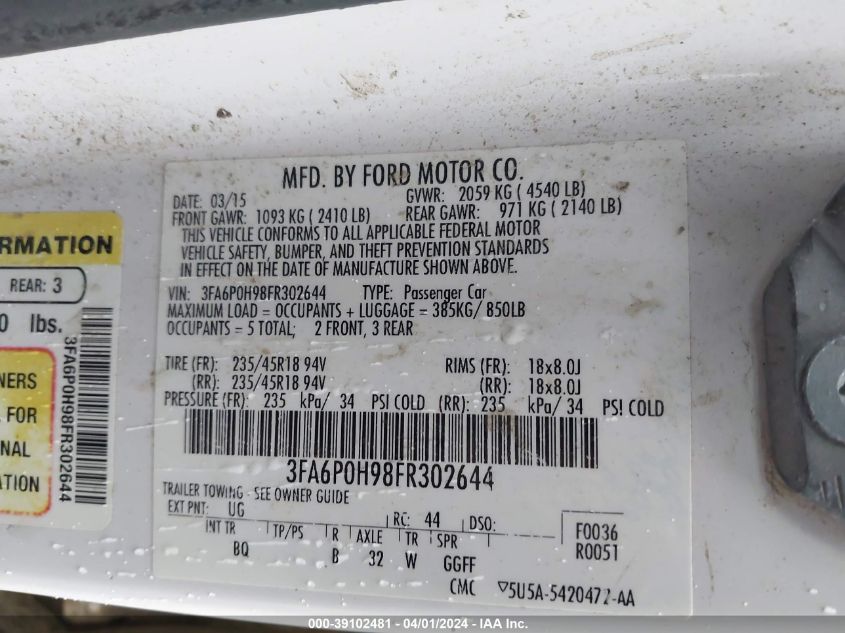 MFD. BY FORD MOTOR CO.
DATE: 03/15 GVWR: 2059 KG ( 4540 LB)
FRONT GAWR: 1093 KG ( 2410 LB) REAR GAWR: 971 KG ( 2140 LB)
THIS VEHICLE CONFORMS TO ALL APPLICABLE FEDERAL MOTOR
VEHICLE SAFETY, BUMPER, AND THEFT PREVENTION STANDARDS
IN EFFECT ON THE DATE OF MANUFACTURE SHOWN ABOVE.
VIN: 3FA6P0H98FR302644 TYPE: Passenger Car
MAXIMUM LOAD = OCCUPANTS + LUGGAGE = 385KG/ 850LB
OCCUPANTS = 5 TOTAL; 2 FRONT, 3 REAR
TIRE (FR): 235/45R18 94V RIMS (FR): 18x8.0J
(RR): 235/45R18 94V (RR): 18x8.0J
PRESSURE (FR): 235 kPa/ 34 PSI COLD (RR): 235 kPa/ 34 PSI COLD
3FA6P0H98FR302644
TRAILER TOWING - SEE OWNER GUIDE
EXT PNT: UG RC: 44 DSO: F0036
INT TR TP/PS R AXLE TR SPR R0051
BQ B 32 W GGFF
CMC ▽5U5A-5420472-AA
RMATION
REAR: 3
0 lbs.
NERS
FOR
NAL
ATION
3FA6P0H98FR302644
000-39102481 - 04/01/2024 - IAA Inc.